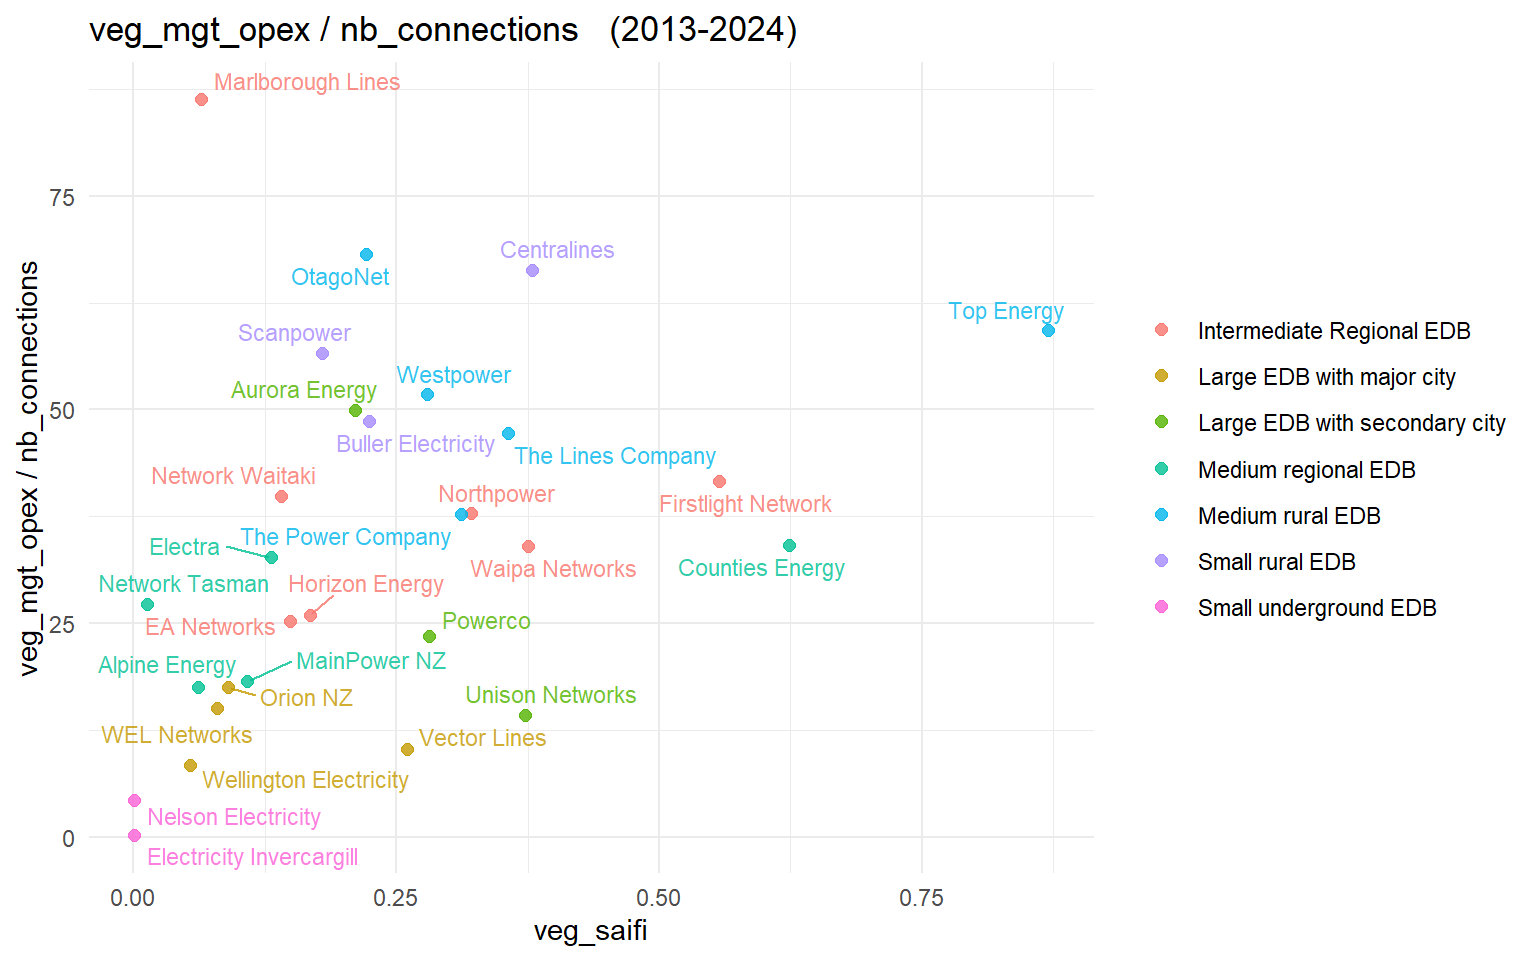 veg_mgt_opex / nb_connections (2013-2024)
veg_mgt_opex / nb_connections
75
50
25
0
Marlborough Lines
Centralines
OtagoNet
Top Energy
Scanpower
Westpower
Aurora Energy
Buller Electricity
The Lines Company
Network Waitaki
Northpower
Firstlight Network
The Power Company
Electra
Waipa Networks
Counties Energy
Network Tasman
Horizon Energy
EA Networks
Powerco
Alpine Energy
MainPower NZ
Orion NZ
Unison Networks
WEL Networks
Vector Lines
Wellington Electricity
Nelson Electricity
Electricity Invercargill
0.00
0.25
0.50
0.75
veg_saifi
Intermediate Regional EDB
Large EDB with major city
Large EDB with secondary city
Medium regional EDB
Medium rural EDB
Small rural EDB
Small underground EDB